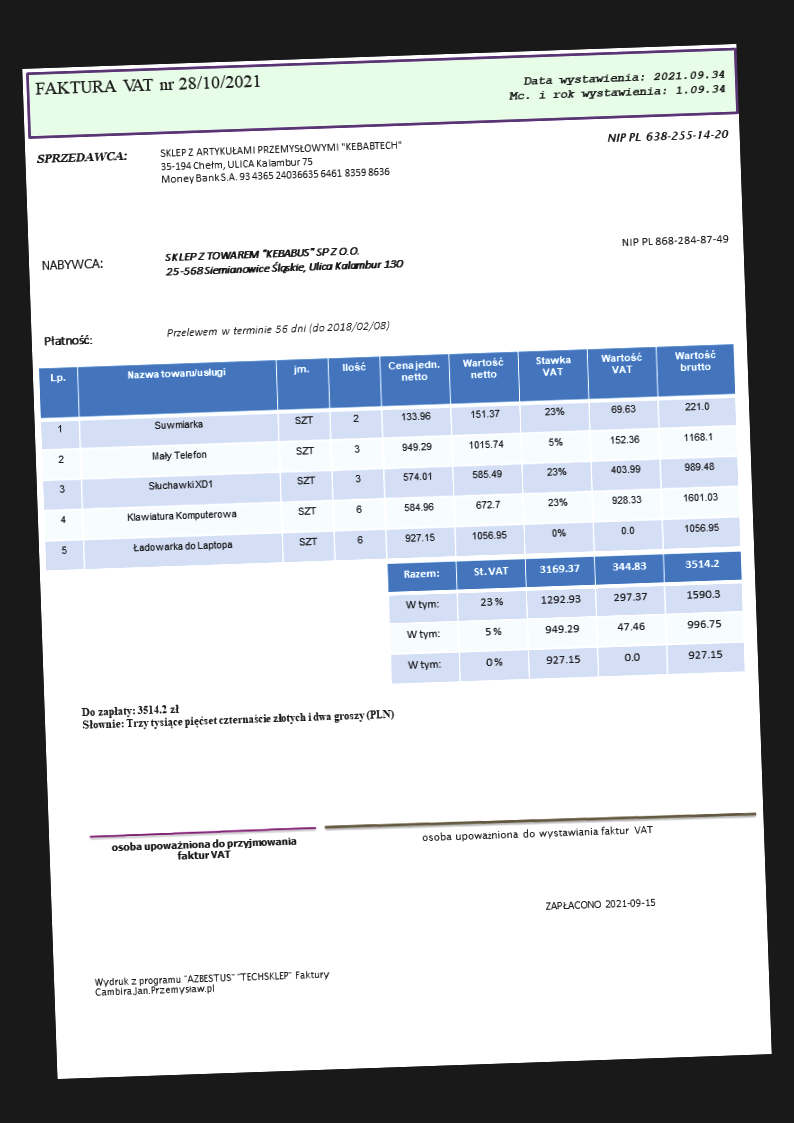 FAKTURA VAT nr 28/10/2021
Data wystawienia: 2021.09.34
Mc. i rok wystawienia: 1.09.34
SPRZEDAWCA:
SKLEP Z ARTYKUŁAMI PRZEMYSŁOWYMI "KEBABTECH"
35-194 Chełm, ULICA Kalambur 75
Money Bank S.A. 93 4365 24036635 6461 8359 8636
NIP PL 638-255-14-20
NABYWCA:
SKLEP Z TOWAREM "KEBABUS" SP Z O.O.
25-568 Siemianowice Śląskie, Ulica Kalambur 130
NIP PL 868-284-87-49
Płatność:
Przelewem w terminie 56 dni (do 2018/02/08)
Lp. Nazwa towaru/usługi jm. Ilość Cena jedn. netto Wartość netto Stawka VAT Wartość VAT Wartość brutto
1 Suwmiarka SZT 2 133.96 151.37 23% 69.63 221.0
2 Mały Telefon SZT 3 949.29 1015.74 5% 152.36 1168.1
3 Słuchawki XD1 SZT 3 574.01 585.49 23% 403.99 989.48
4 Klawiatura Komputerowa SZT 6 584.96 672.7 23% 928.33 1601.03
5 Ładowarka do Laptopa SZT 6 927.15 1056.95 0% 0.0 1056.95
Razem: St.VAT 3169.37 344.83 3514.2
W tym: 23 % 1292.93 297.37 1590.3
W tym: 5 % 949.29 47.46 996.75
W tym: 0 % 927.15 0.0 927.15
Do zapłaty: 3514.2 zł
Słownie: Trzy tysiące pięćset czternaście złotych i dwa groszy (PLN)
osoba upoważniona do przyjmowania
faktur VAT
osoba upoważniona do wystawiania faktur VAT
ZAPŁACONO 2021-09-15
Wydruk z programu "AZBESTUS" "TECHSKLEP" Faktury
Cambira.Jan.Przemysław.pl